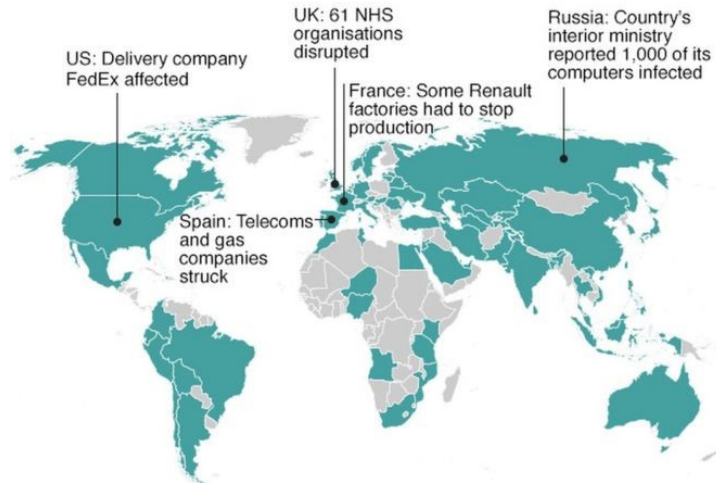 US: Delivery company
FedEx affected
UK: 61 NHS
organisations
disrupted
Russia: Country's
interior ministry
reported 1,000 of its
computers infected
France: Some Renault
factories had to stop
production
Spain: Telecoms
and gas
companies
struck